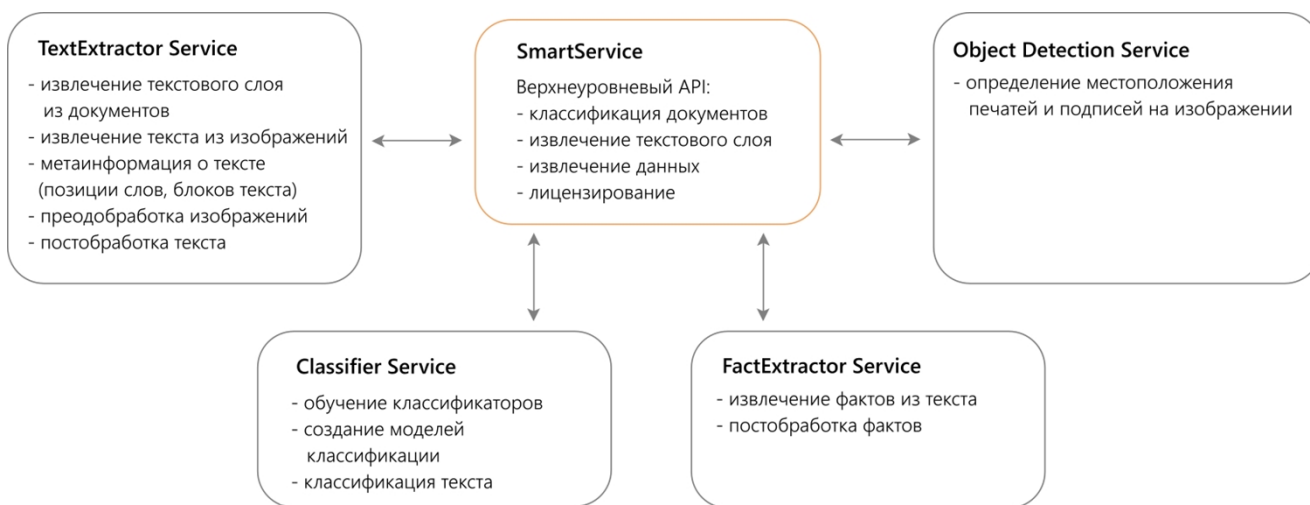 TextExtractor Service
- извлечение текстового слоя
из документов
- извлечение текста из изображений
- метаинформация о тексте
(позиции слов, блоков текста)
- преодобработка изображений
- постобработка текста
SmartService
Верхнеуровневый API:
- классификация документов
- извлечение текстового слоя
- извлечение данных
- лицензирование
Object Detection Service
- определение местоположения
печатей и подписей на изображении
Classifier Service
- обучение классификаторов
- создание моделей
классификации
- классификация текста
FactExtractor Service
- извлечение фактов из текста
- постобработка фактов